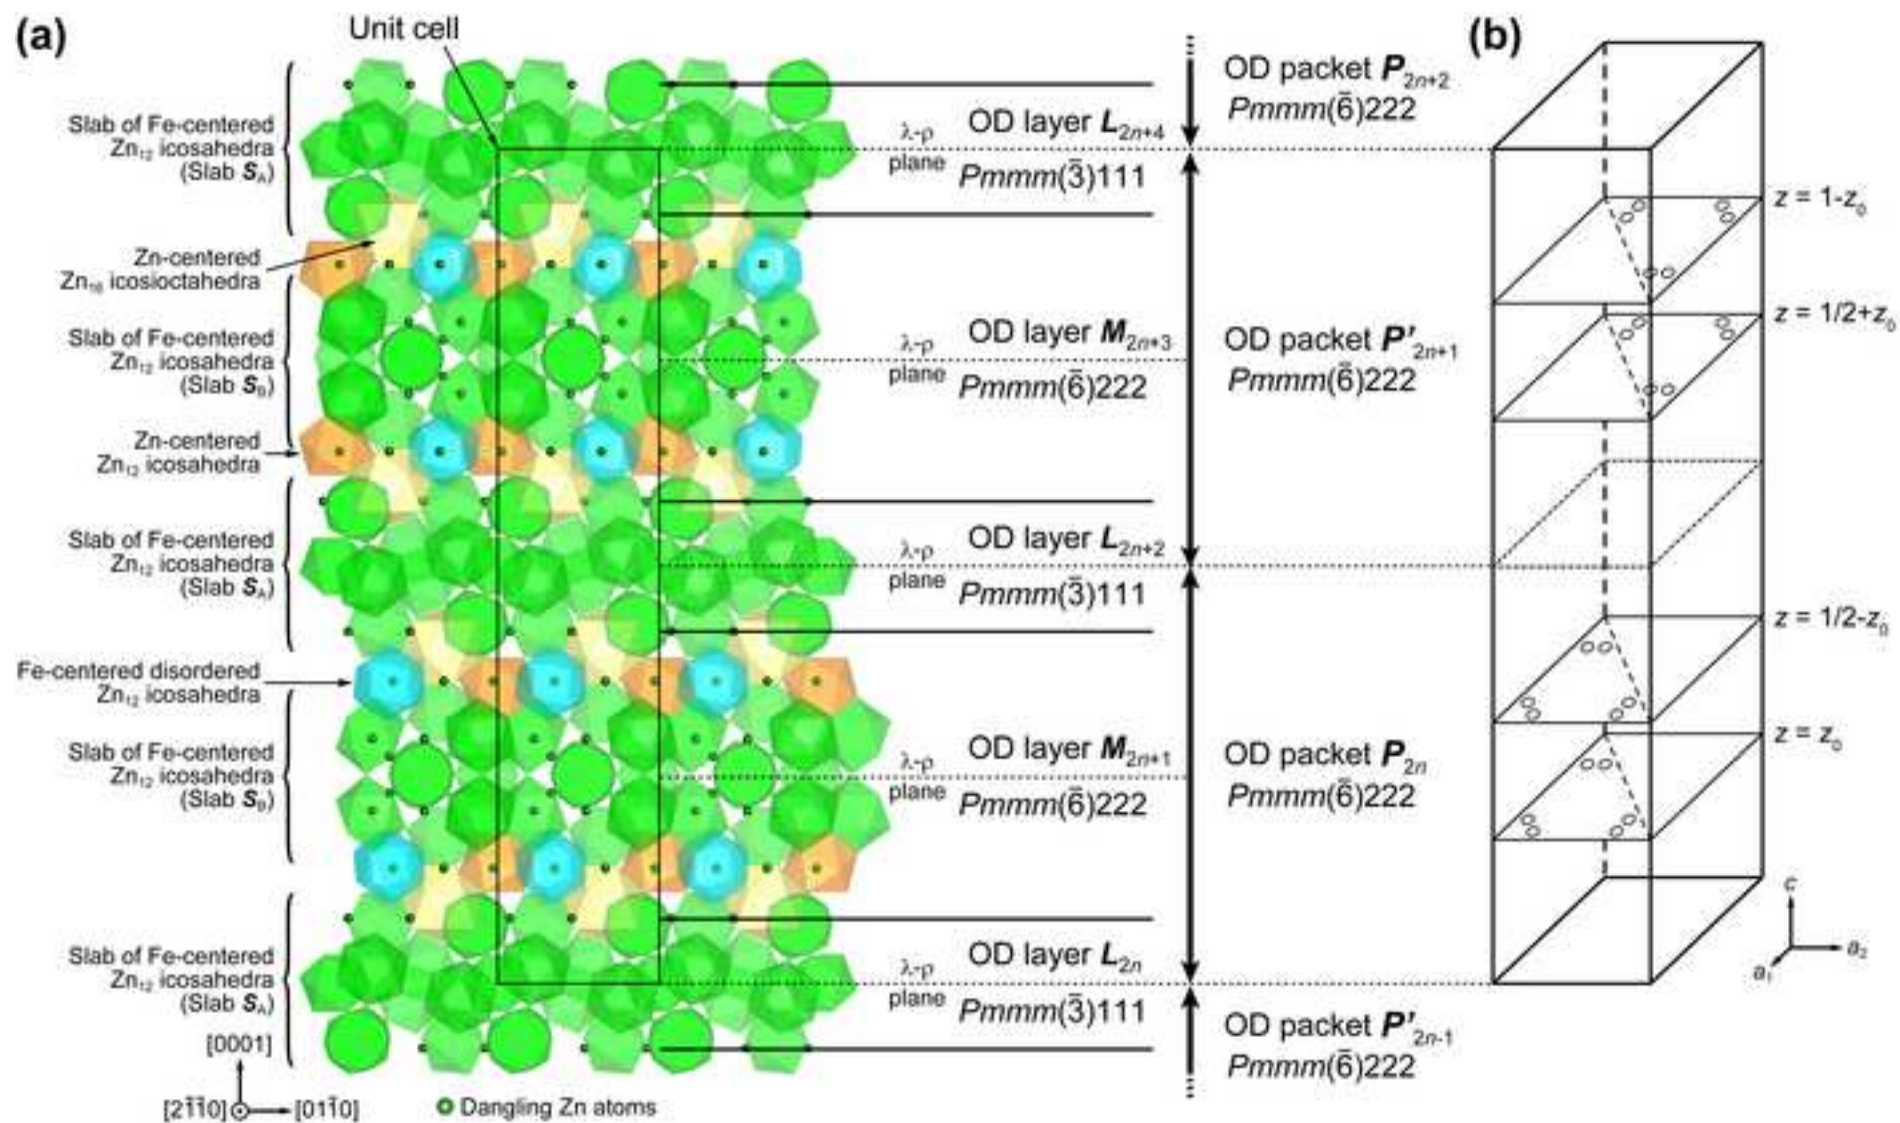 (a)
Unit cell
Slab of Fe-centered
Zn₁₂ icosahedra
(Slab S_A)
Zn-centered
Zn₁₆ icosioctahedra
Slab of Fe-centered
Zn₁₂ icosahedra
(Slab S_B)
Zn-centered
Zn₁₂ icosahedra
Slab of Fe-centered
Zn₁₂ icosahedra
(Slab S_A)
Fe-centered disordered
Zn₁₂ icosahedra
Slab of Fe-centered
Zn₁₂ icosahedra
(Slab S_B)
Slab of Fe-centered
Zn₁₂ icosahedra
(Slab S_A)
[0001]
[21̅1̅0]
[011̅0]
Dangling Zn atoms
λ-ρ
plane
OD layer L₂ₙ₊₄
Pmmm(3̅)111
λ-ρ
plane
OD layer M₂ₙ₊₃
Pmmm(6̅)222
λ-ρ
plane
OD layer L₂ₙ₊₂
Pmmm(3̅)111
λ-ρ
plane
OD layer M₂ₙ₊₁
Pmmm(6̅)222
λ-ρ
plane
OD layer L₂ₙ
Pmmm(3̅)111
OD packet P₂ₙ₊₂
Pmmm(6̅)222
OD packet P'₂ₙ₊₁
Pmmm(6̅)222
OD packet P₂ₙ
Pmmm(6̅)222
OD packet P'₂ₙ₋₁
Pmmm(6̅)222
(b)
z = 1-z₀
z = 1/2+z₀
z = 1/2-z₀
z = z₀
c
a₂
a₁